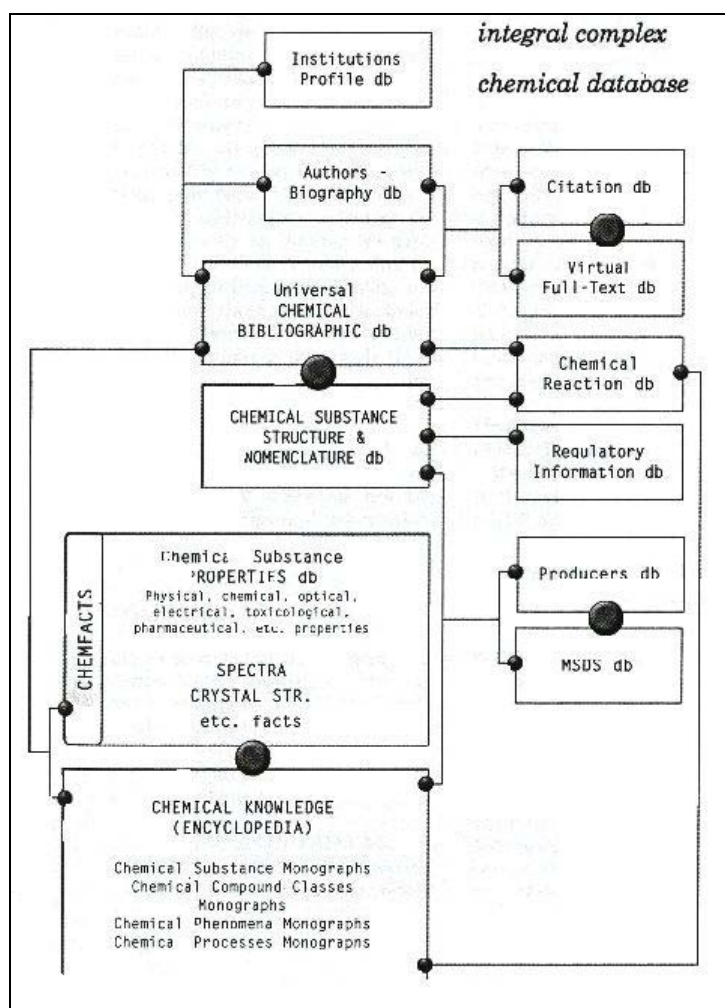 integral complex
chemical database
Institutions
Profile db
Authors -
Biography db
Citation db
Virtual
Full-Text db
Universal
CHEMICAL
BIBLIOGRAPHIC db
Chemical
Reaction db
CHEMICAL SUBSTANCE
STRUCTURE &
NOMENCLATURE db
Regulatory
Information db
CHEMFACTS
Chemical Substance
PROPERTIES db
Physical, chemical, optical,
electrical, toxicological,
pharmaceutical, etc. properties
SPECTRA
CRYSTAL STR.
etc. facts
Producers db
MSDS db
CHEMICAL KNOWLEDGE
(ENCYCLOPEDIA)
Chemical Substance Monographs
Chemical Compound Classes
Monographs
Chemical Phenomena Monographs
Chemica Processes Monographs